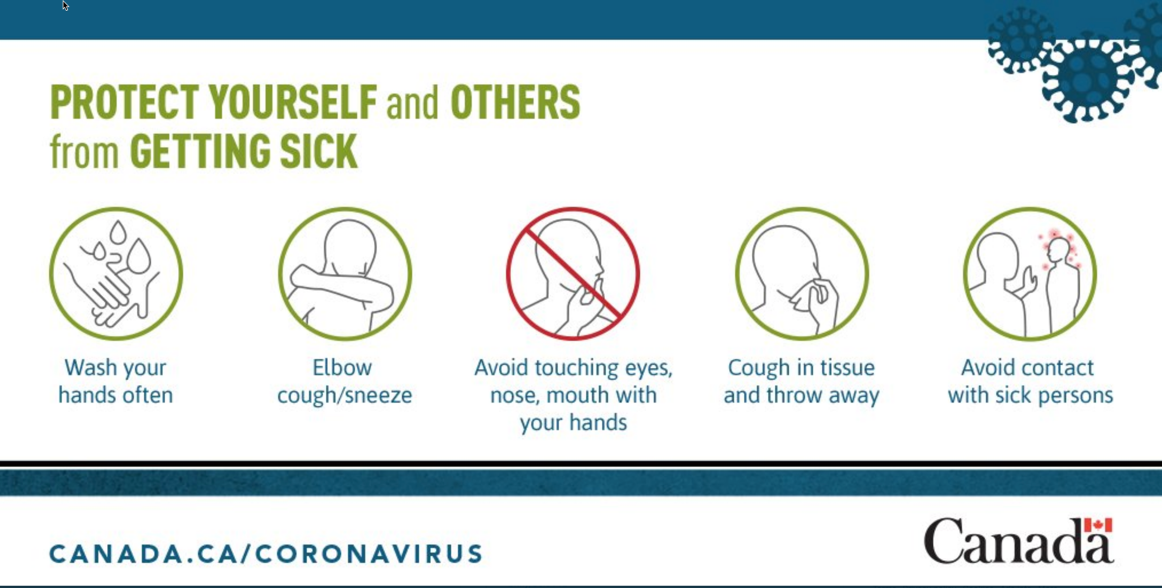 PROTECT YOURSELF and OTHERS
from GETTING SICK
Wash your
hands often
Elbow
cough/sneeze
Avoid touching eyes,
nose, mouth with
your hands
Cough in tissue
and throw away
Avoid contact
with sick persons
CANADA.CA/CORONAVIRUS
Canada